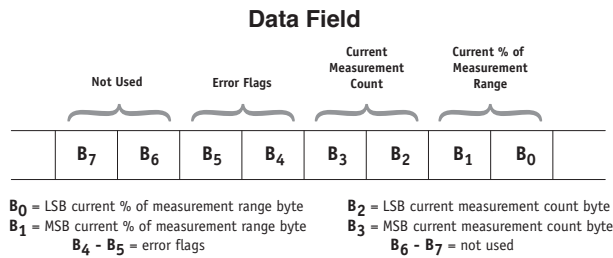 Data Field
Not Used
Error Flags
Current
Measurement
Count
Current % of
Measurement
Range
B7 B6 B5 B4 B3 B2 B1 B0
B0 = LSB current % of measurement range byte
B1 = MSB current % of measurement range byte
B4 - B5 = error flags
B2 = LSB current measurement count byte
B3 = MSB current measurement count byte
B6 - B7 = not used